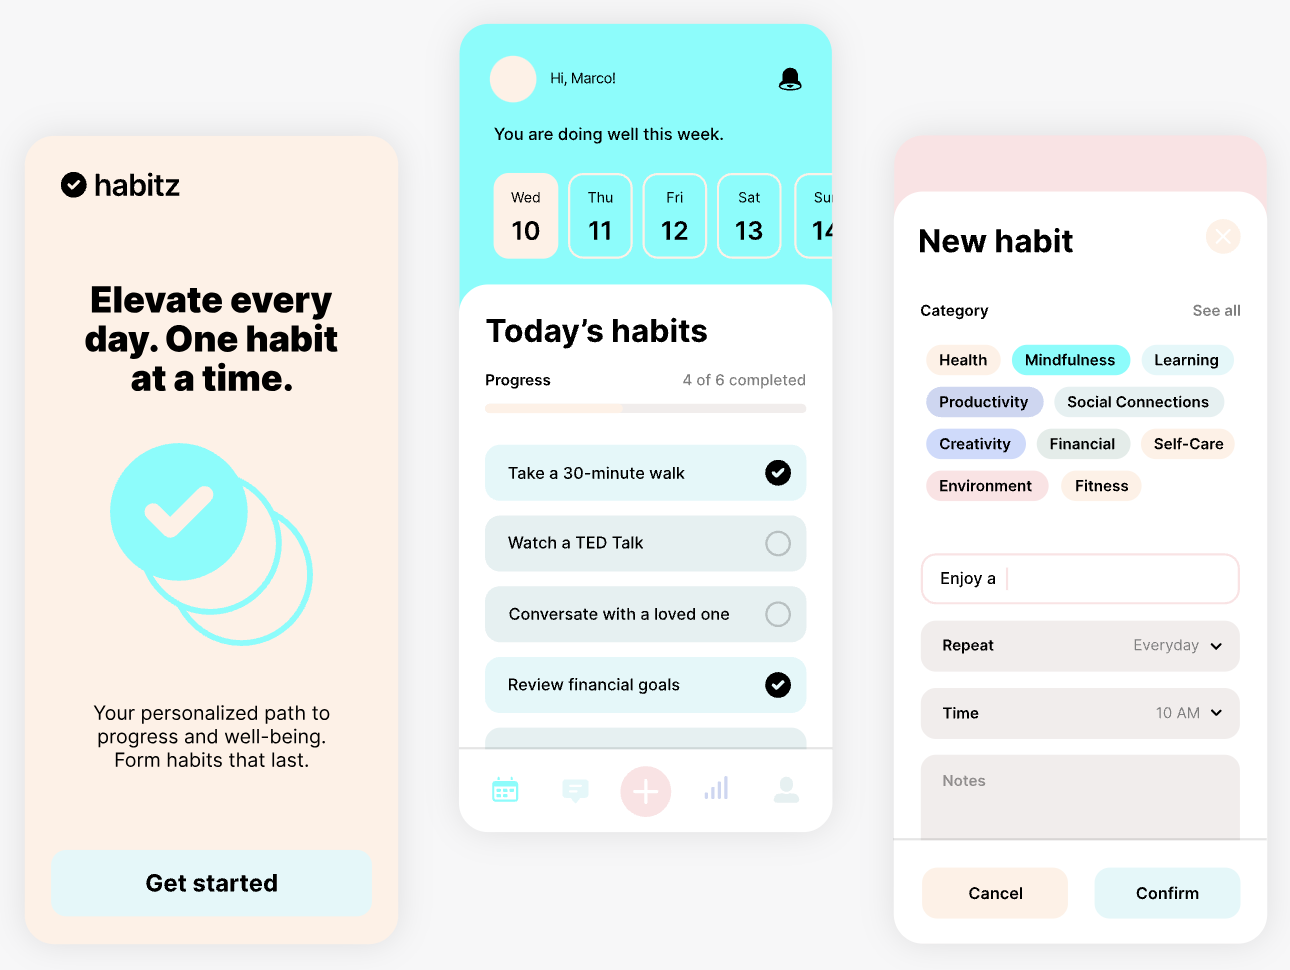 habitz
Elevate every
day. One habit
at a time.
Your personalized path to
progress and well-being.
Form habits that last.
Get started
Hi, Marco!
You are doing well this week.
Wed Thu Fri Sat Sun
10 11 12 13 14
Today’s habits
Progress 4 of 6 completed
Take a 30-minute walk
Watch a TED Talk
Conversate with a loved one
Review financial goals
New habit
Category See all
Health Mindfulness Learning
Productivity Social Connections
Creativity Financial Self-Care
Environment Fitness
Enjoy a
Repeat Everyday
Time 10 AM
Notes
Cancel Confirm